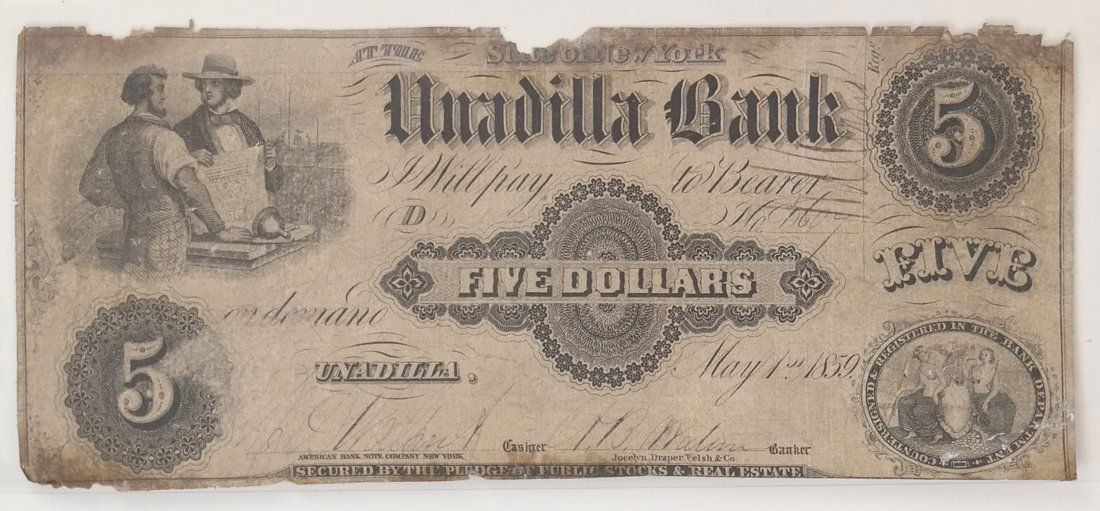 AT THE
State of New York
5
Unadilla Bank
I Will pay to Bearer
D
FIVE DOLLARS
FIVE
on demand
5
UNADILLA, May 1st 1859
COUNTERSIGNED & REGISTERED IN THE BANK DEPARTMENT
Cashier Banker
AMERICAN BANK NOTE COMPANY NEW YORK. Jocelyn, Draper, Welsh & Co.
SECURED BY THE PLEDGE OF PUBLIC STOCKS & REAL ESTATE